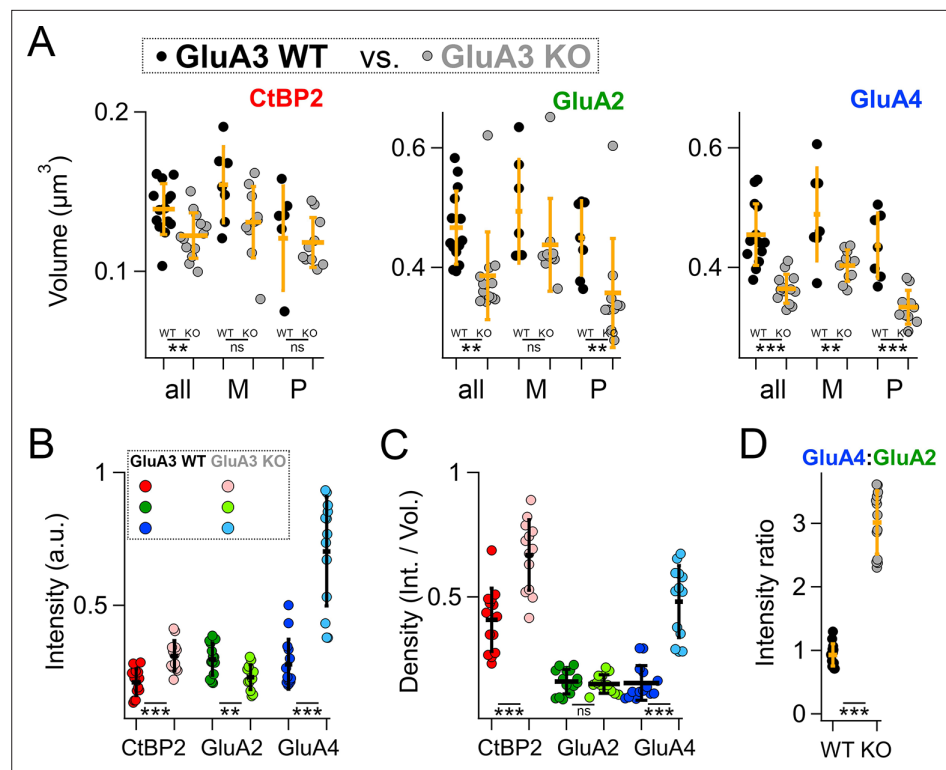 A
GluA3 WT vs. GluA3 KO
CtBP2
GluA2
GluA4
Volume (µm³)
0.2
0.1
WT KO WT KO WT KO
** ns ns
all M P
0.6
0.4
WT KO WT KO WT KO
** ns **
all M P
0.6
0.4
WT KO WT KO WT KO
*** ** ***
all M P
B
GluA3 WT GluA3 KO
Intensity (a.u.)
1
0.5
*** ** ***
CtBP2 GluA2 GluA4
C
Density (Int. / Vol.)
1
0.5
*** ns ***
CtBP2 GluA2 GluA4
D
GluA4:GluA2
Intensity ratio
3
2
1
0
***
WT KO